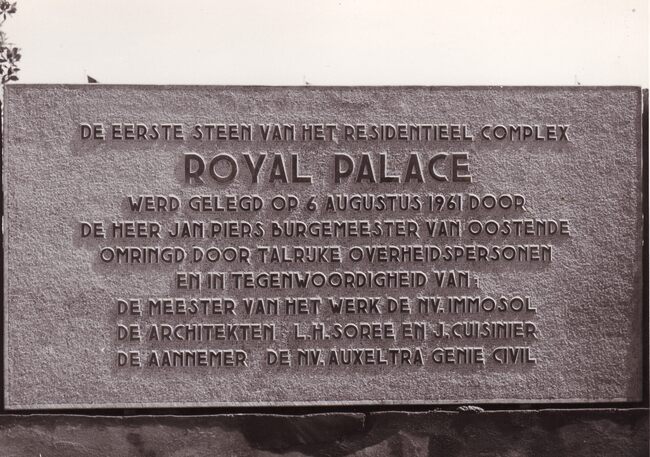 DE EERSTE STEEN VAN HET RESIDENTIEEL COMPLEX
ROYAL PALACE
WERD GELEGD OP 6 AUGUSTUS 1961 DOOR
DE HEER JAN PIERS BURGEMEESTER VAN OOSTENDE
OMRINGD DOOR TALRIJKE OVERHEIDSPERSONEN
EN IN TEGENWOORDIGHEID VAN:
DE MEESTER VAN HET WERK DE NV. IMMOSOL
DE ARCHITEKTEN: L.H. SOREE EN J. CUISINIER
DE AANNEMER DE NV. AUXELTRA GENIE CIVIL